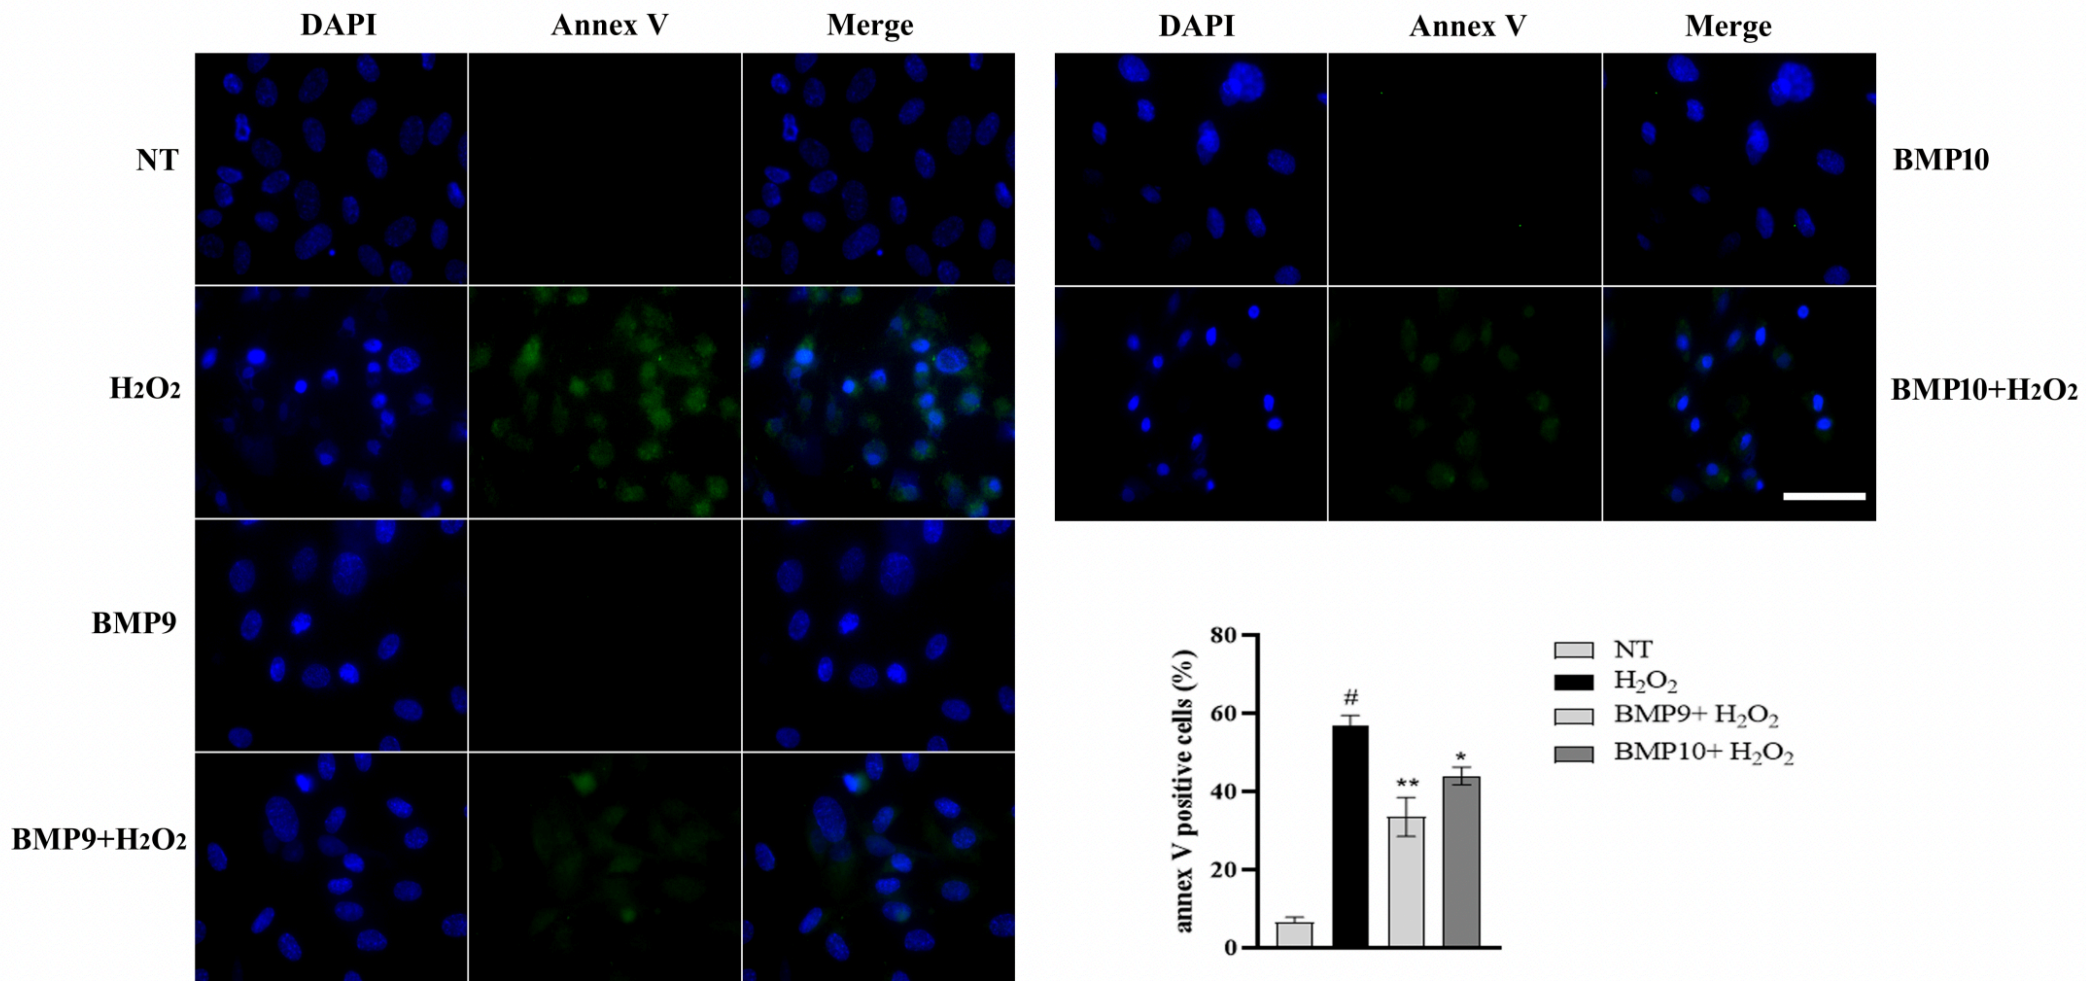 DAPI Annex V Merge
NT
H2O2
BMP9
BMP9+H2O2
DAPI Annex V Merge
BMP10
BMP10+H2O2
annex V positive cells (%)
80
60
40
20
0
#
**
*
NT
H₂O₂
BMP9+ H₂O₂
BMP10+ H₂O₂